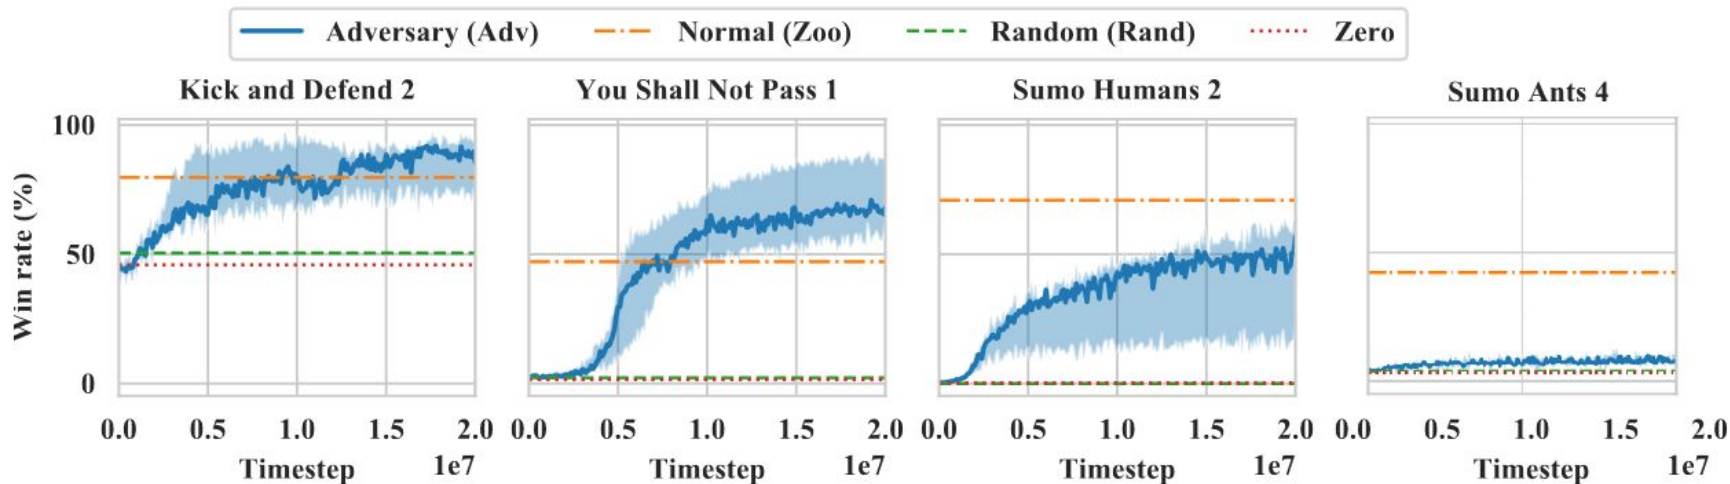 Adversary (Adv) Normal (Zoo) Random (Rand) Zero
Kick and Defend 2 You Shall Not Pass 1 Sumo Humans 2 Sumo Ants 4
Win rate (%)
100
50
0
0.0 0.5 1.0 1.5 2.0 0.0 0.5 1.0 1.5 2.0 0.0 0.5 1.0 1.5 2.0 0.0 0.5 1.0 1.5 2.0
Timestep 1e7 Timestep 1e7 Timestep 1e7 Timestep 1e7